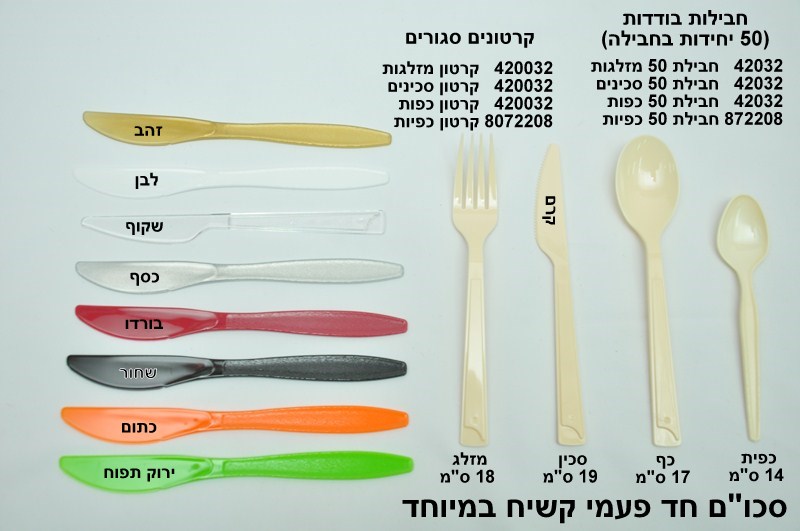 חבילות בודדות
(50 יחידות בחבילה)
42032 חבילת 50 מזלגות
42032 חבילת 50 סכינים
42032 חבילת 50 כפות
872208 חבילת 50 כפיות
קרטונים סגורים
420032 קרטון מזלגות
420032 קרטון סכינים
420032 קרטון כפות
8072208 קרטון כפיות
זהב
לבן
שקוף
כסף
בורדו
שחור
כתום
ירוק תפוח
קרם
כפית
14 ס"מ
כף
17 ס"מ
סכין
19 ס"מ
מזלג
18 ס"מ
סכו"ם חד פעמי קשיח במיוחד